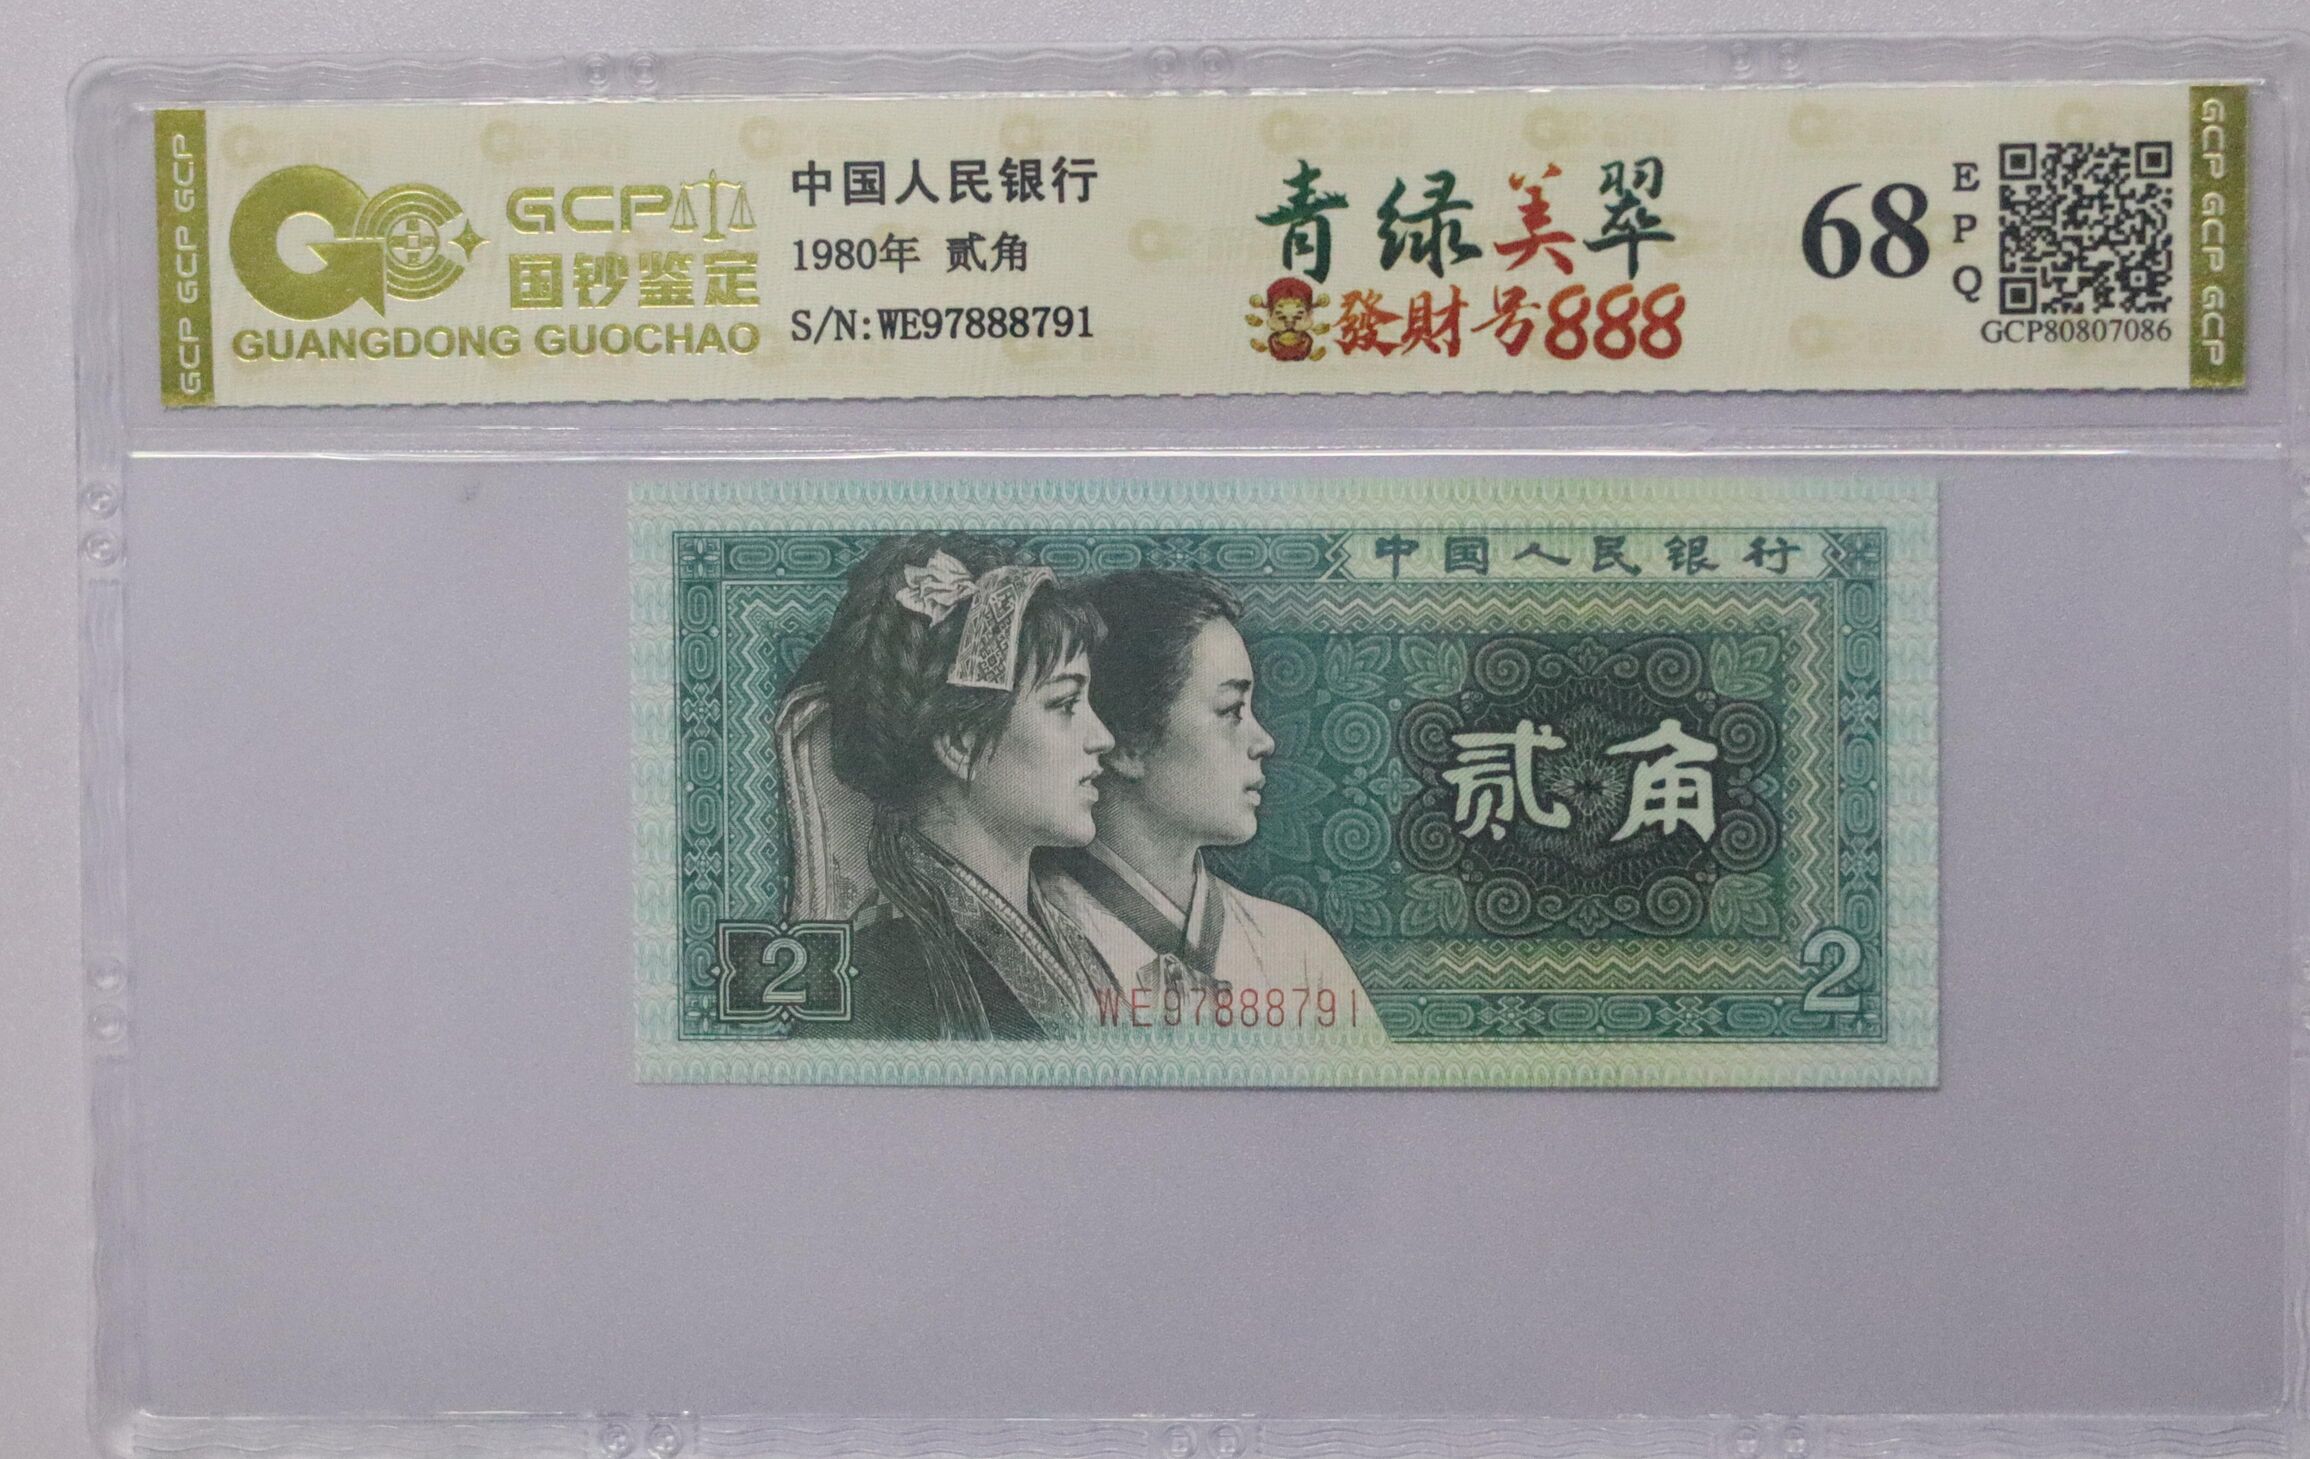 GCP GCP GCP
GCP
国钞鉴定
GUANGDONG GUOCHAO
中国人民银行
1980年 贰角
S/N:WE97888791
青绿美翠
發財号888
68
EPQ
GCP80807086
GCP GCP GCP
中国人民银行
贰角
2
2
WE97888791